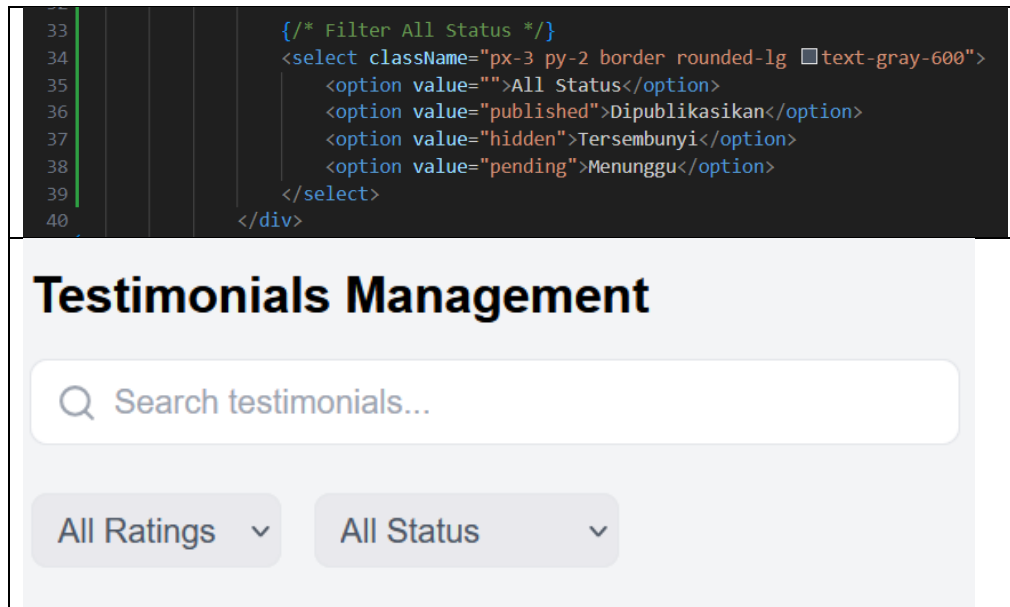 33 {/* Filter All Status */}
34 <select className="px-3 py-2 border rounded-lg text-gray-600">
35 <option value="">All Status</option>
36 <option value="published">Dipublikasikan</option>
37 <option value="hidden">Tersembunyi</option>
38 <option value="pending">Menunggu</option>
39 </select>
40 </div>
Testimonials Management
Search testimonials...
All Ratings All Status